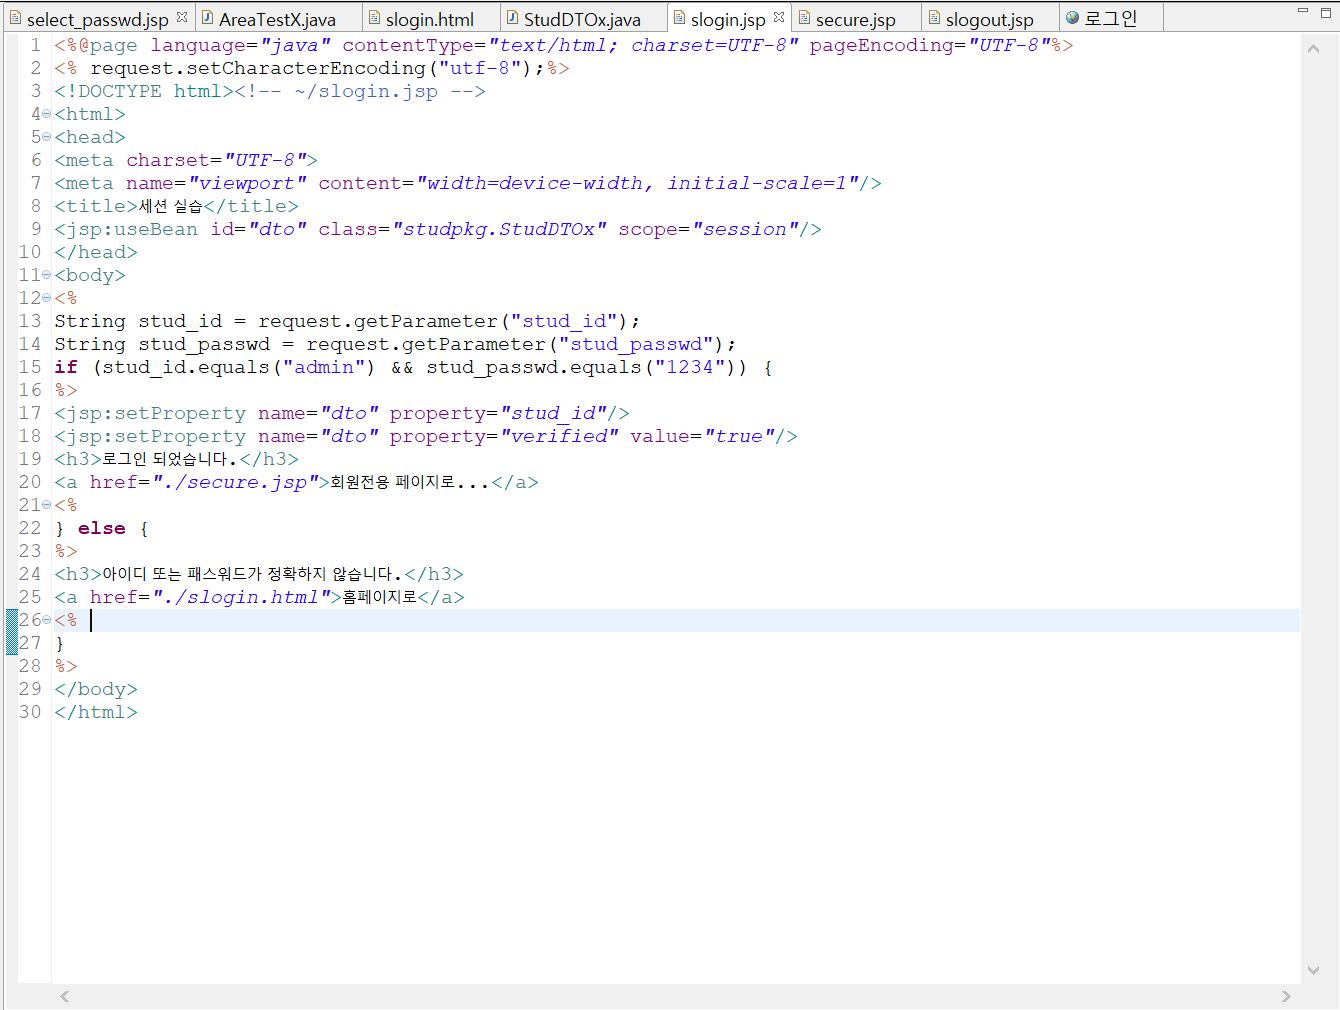 select_passwd.jsp AreaTestX.java slogin.html StudDTOx.java slogin.jsp secure.jsp slogout.jsp 로그인
1 <%@page language="java" contentType="text/html; charset=UTF-8" pageEncoding="UTF-8"%>
2 <% request.setCharacterEncoding("utf-8");%>
3 <!DOCTYPE html><!-- ~/slogin.jsp -->
4 <html>
5 <head>
6 <meta charset="UTF-8">
7 <meta name="viewport" content="width=device-width, initial-scale=1"/>
8 <title>세션 실습</title>
9 <jsp:useBean id="dto" class="studpkg.StudDTOx" scope="session"/>
10 </head>
11 <body>
12 <%
13 String stud_id = request.getParameter("stud_id");
14 String stud_passwd = request.getParameter("stud_passwd");
15 if (stud_id.equals("admin") && stud_passwd.equals("1234")) {
16 %>
17 <jsp:setProperty name="dto" property="stud_id"/>
18 <jsp:setProperty name="dto" property="verified" value="true"/>
19 <h3>로그인 되었습니다.</h3>
20 <a href="./secure.jsp">회원전용 페이지로...</a>
21 <%
22 } else {
23 %>
24 <h3>아이디 또는 패스워드가 정확하지 않습니다.</h3>
25 <a href="./slogin.html">홈페이지로</a>
26 <%
27 }
28 %>
29 </body>
30 </html>